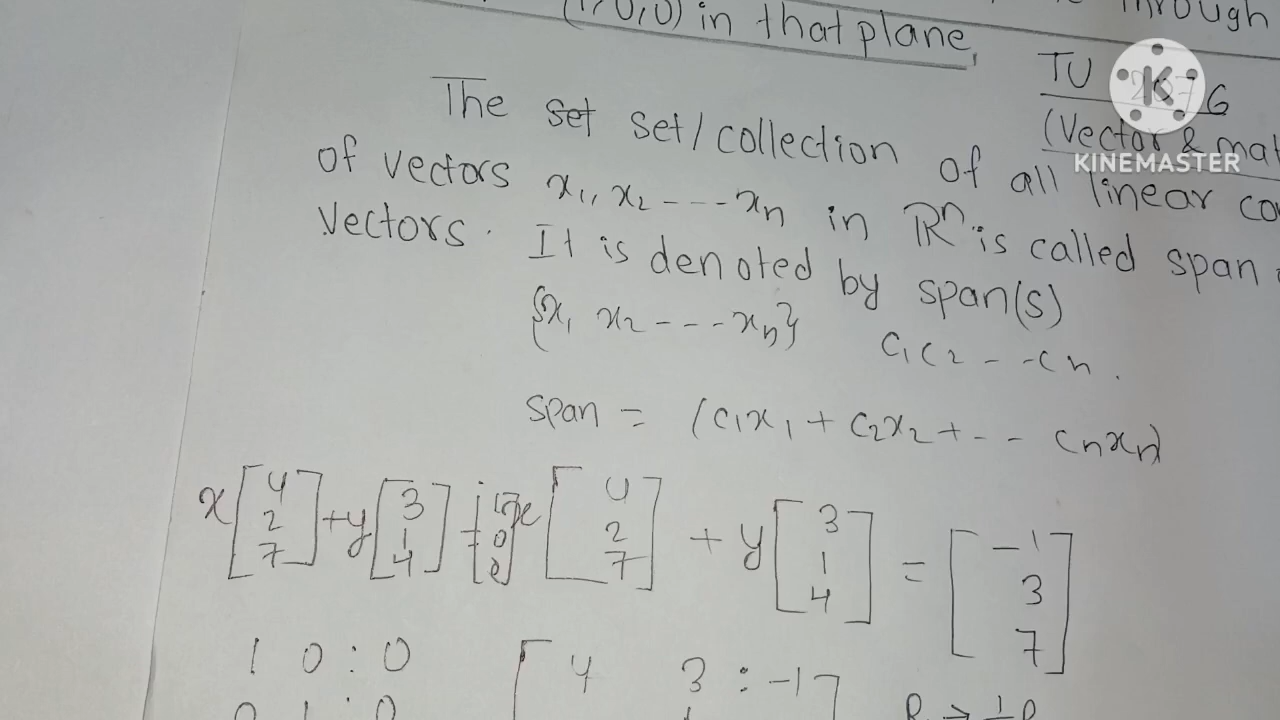 through
(1,0,0) in that plane,
TU 2076
(Vector & mat
KINEMASTER
The set set/collection of all linear co
of vectors x₁, x₂ ---- xn in Rⁿ is called span
vectors. It is denoted by span(s)
{x₁ x₂ ---- xn} c₁ c₂ -- cn.
span = (c₁x₁ + c₂x₂ + -- cnxn)
x [4 2 7] + y [3 1 4] = x [4 2 7] + y [3 1 4] = [-1 3 7]
1 0 : 0
4 3 : -1
0 1 : 0